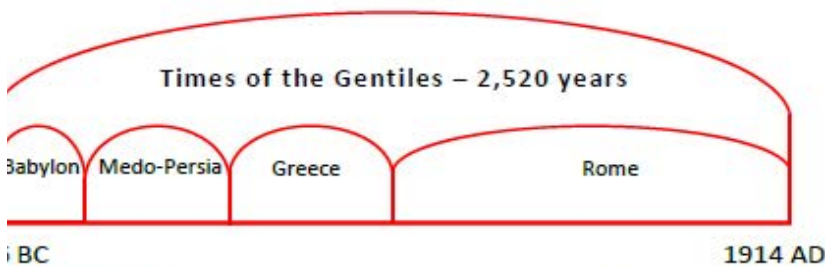 Times of the Gentiles – 2,520 years
Babylon Medo-Persia Greece Rome
BC 1914 AD